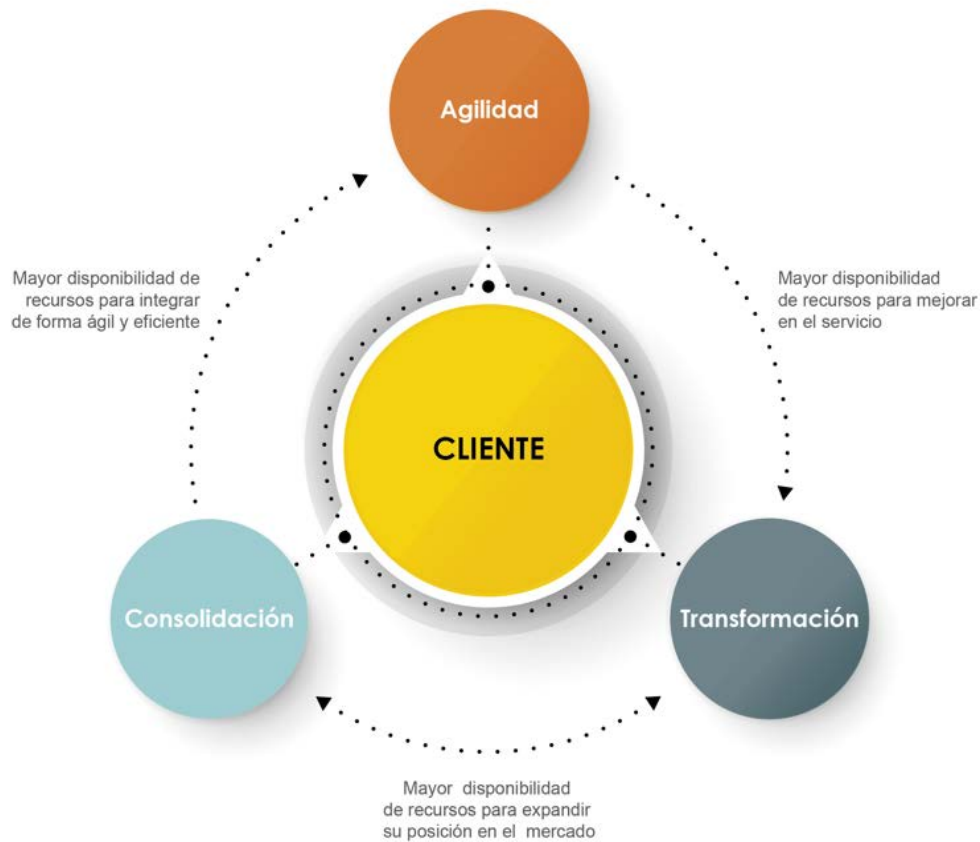 Agilidad
Mayor disponibilidad de
recursos para integrar
de forma ágil y eficiente
Mayor disponibilidad
de recursos para mejorar
en el servicio
CLIENTE
Consolidación
Transformación
Mayor disponibilidad
de recursos para expandir
su posición en el mercado